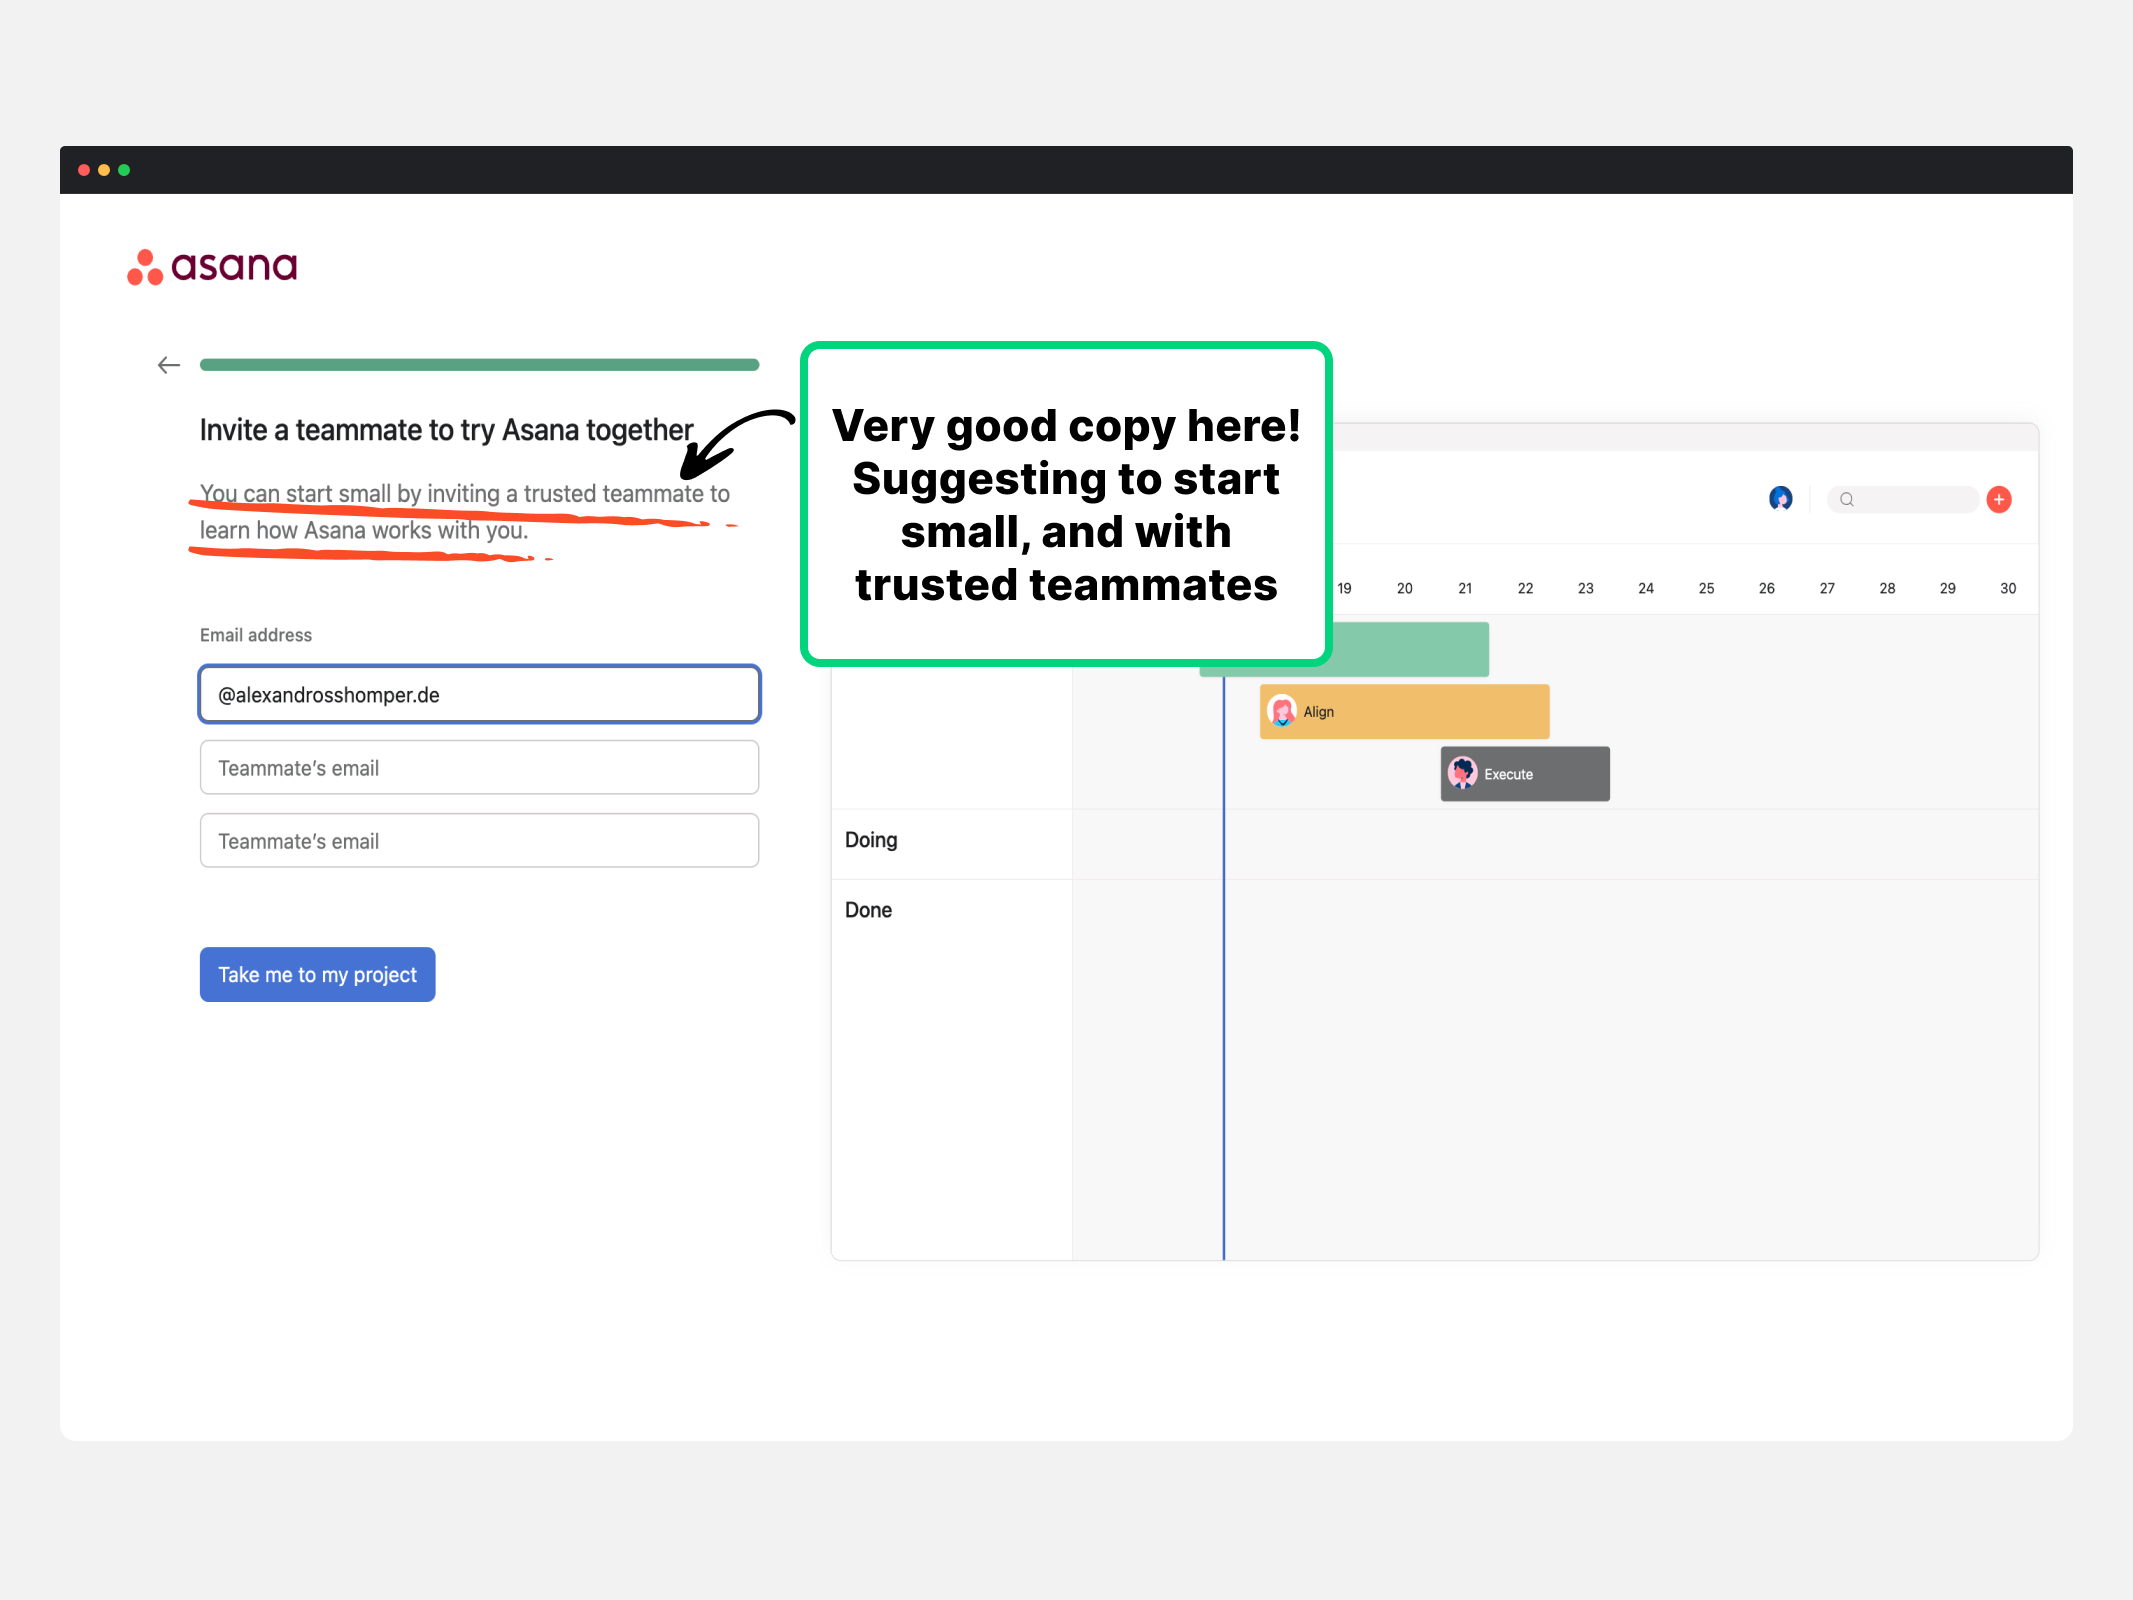 asana
Invite a teammate to try Asana together
You can start small by inviting a trusted teammate to
learn how Asana works with you.
Email address
@alexandrosshomper.de
Teammate's email
Teammate's email
Take me to my project
Very good copy here!
Suggesting to start
small, and with
trusted teammates
19 20 21 22 23 24 25 26 27 28 29 30
Align
Execute
Doing
Done